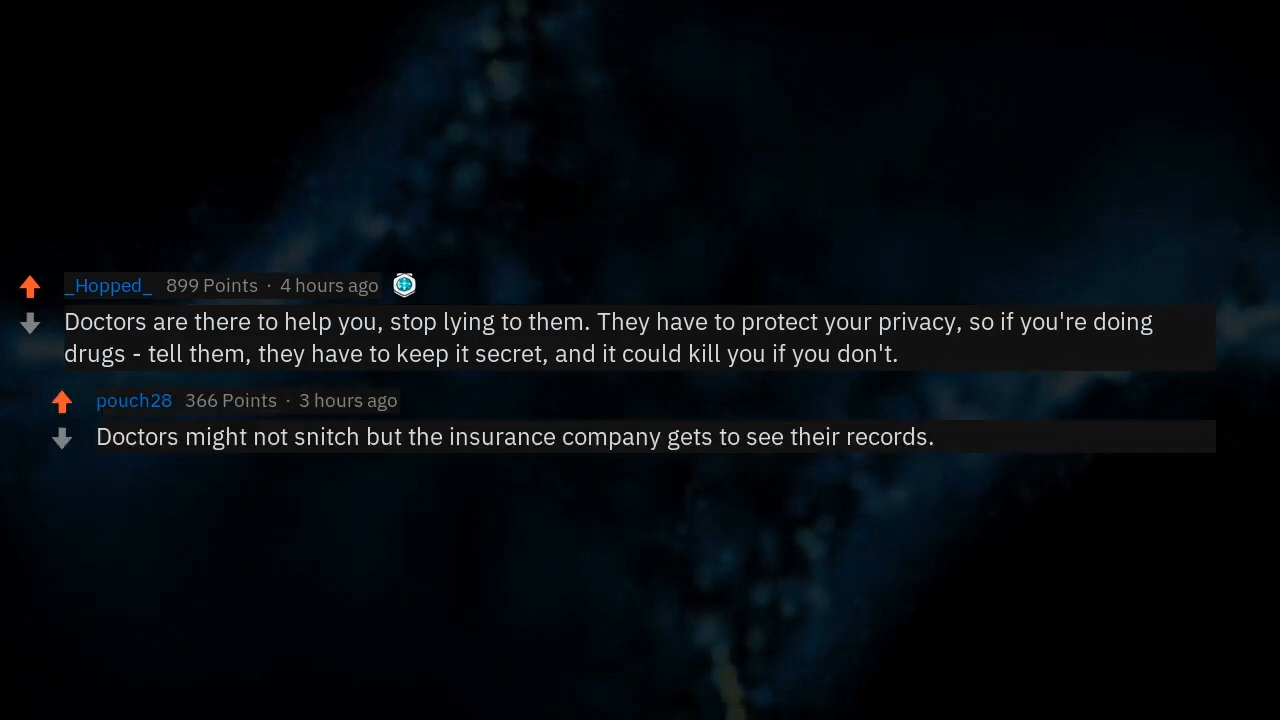 _Hopped_ 899 Points · 4 hours ago
Doctors are there to help you, stop lying to them. They have to protect your privacy, so if you're doing
drugs - tell them, they have to keep it secret, and it could kill you if you don't.
pouch28 366 Points · 3 hours ago
Doctors might not snitch but the insurance company gets to see their records.